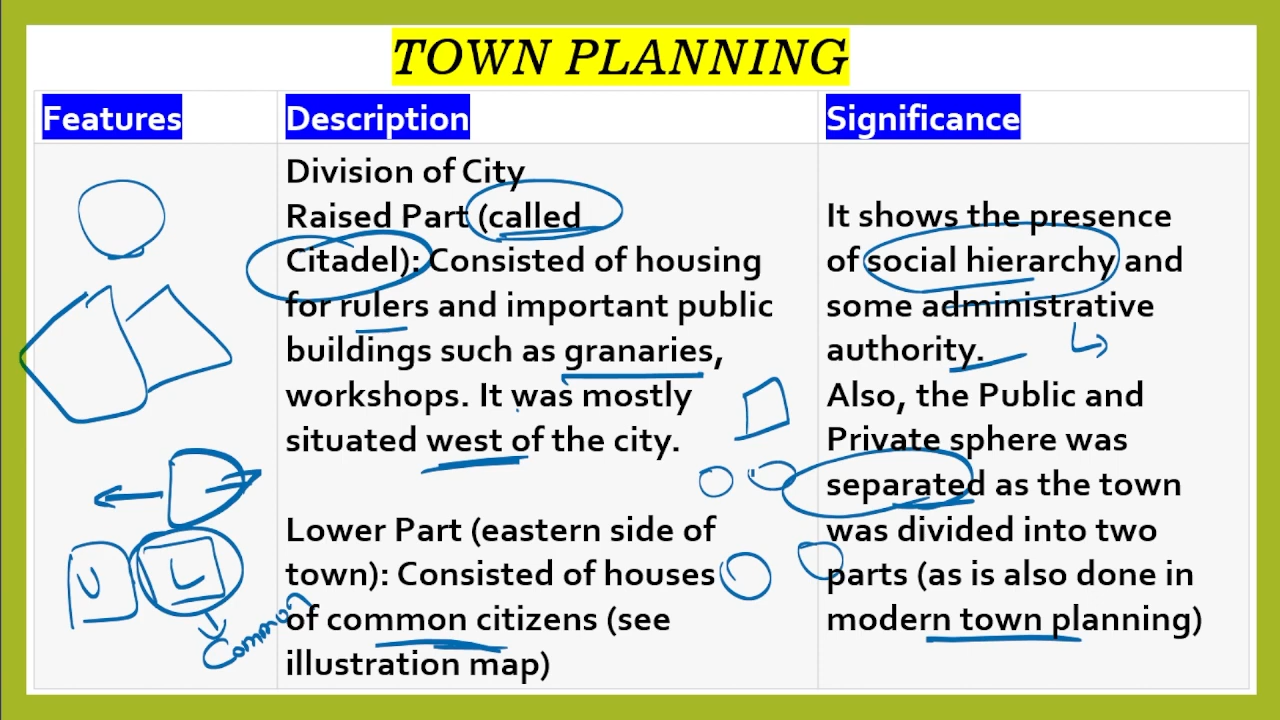 TOWN PLANNING
Features
Description
Significance
Division of City
Raised Part (called
Citadel): Consisted of housing
for rulers and important public
buildings such as granaries,
workshops. It was mostly
situated west of the city.
Lower Part (eastern side of
town): Consisted of houses
of common citizens (see
illustration map)
It shows the presence
of social hierarchy and
some administrative
authority.
Also, the Public and
Private sphere was
separated as the town
was divided into two
parts (as is also done in
modern town planning)
U
L
Common